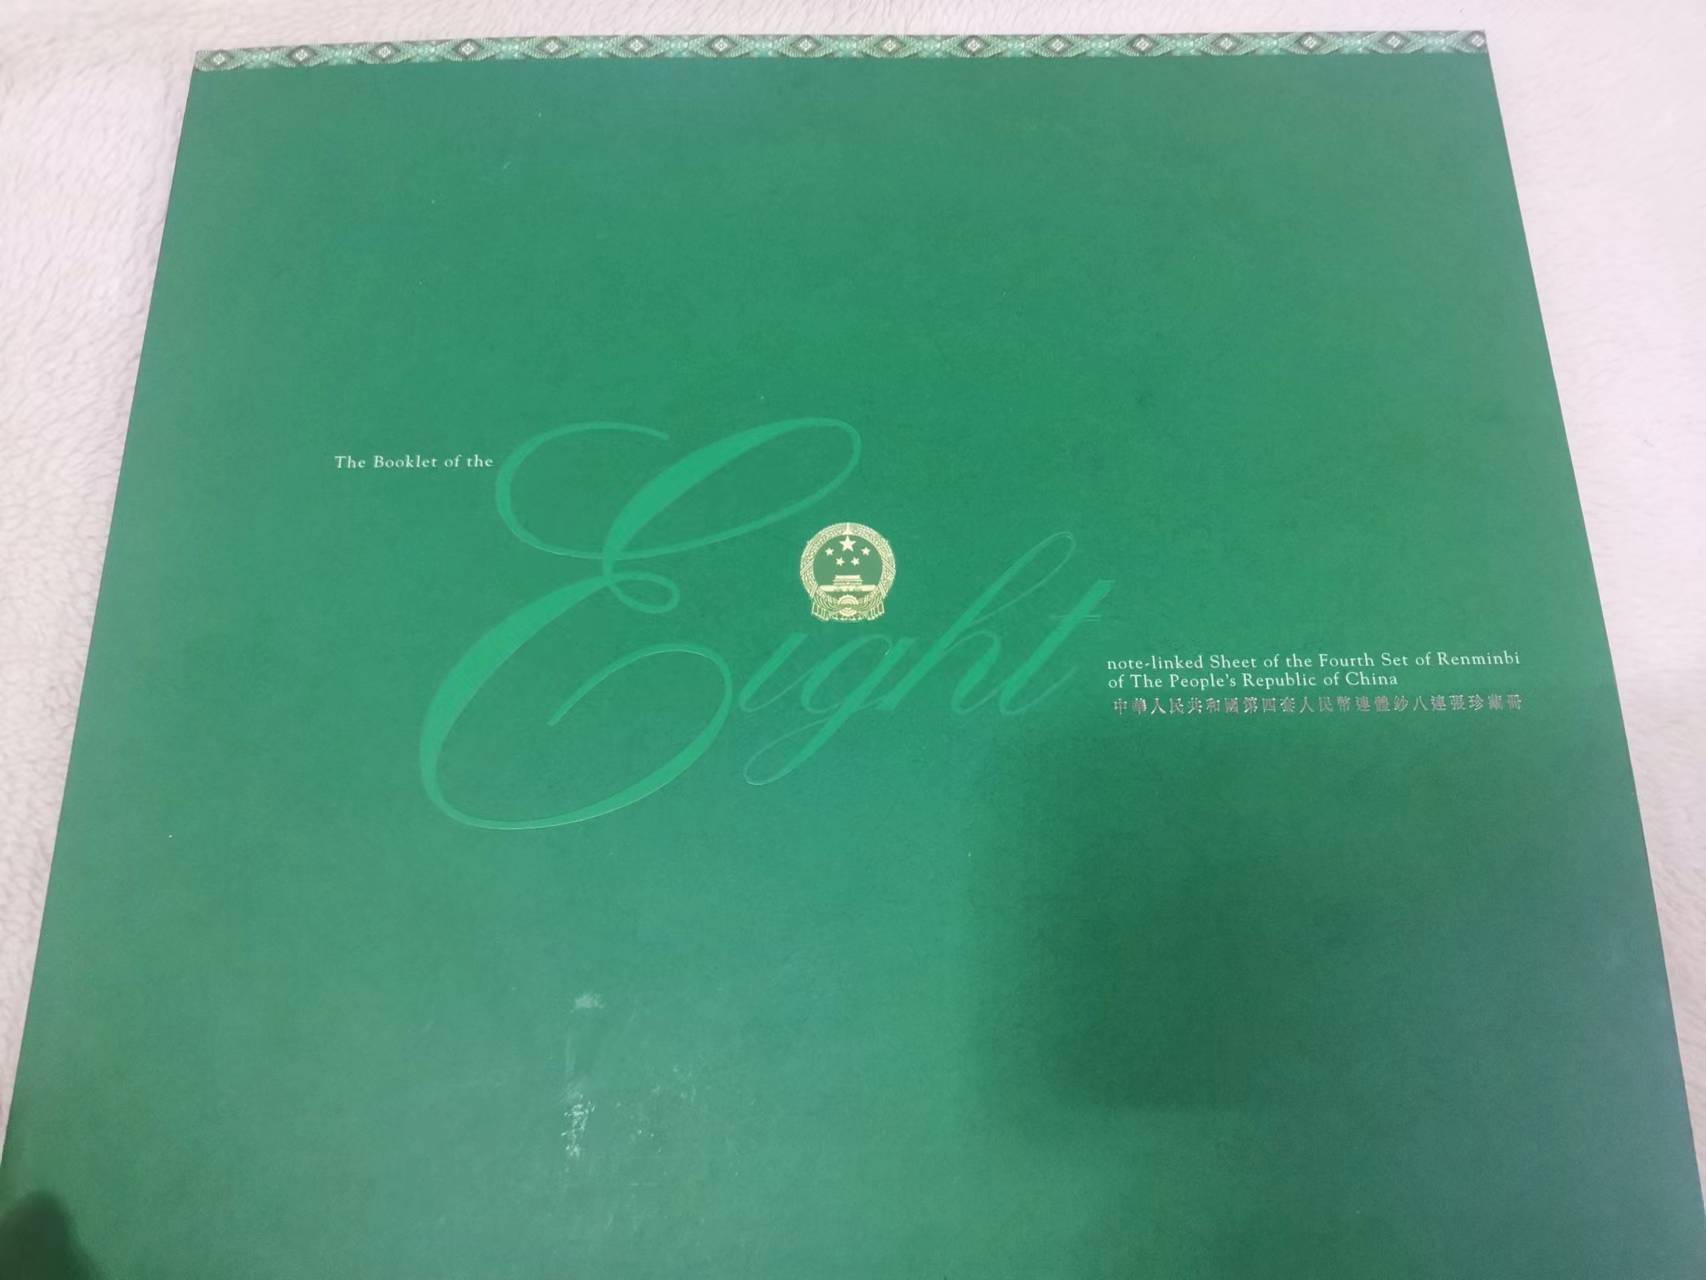 The Booklet of the
Eight
note-linked Sheet of the Fourth Set of Renminbi
of The People's Republic of China
中華人民共和國第四套人民幣連體鈔八連張珍藏冊